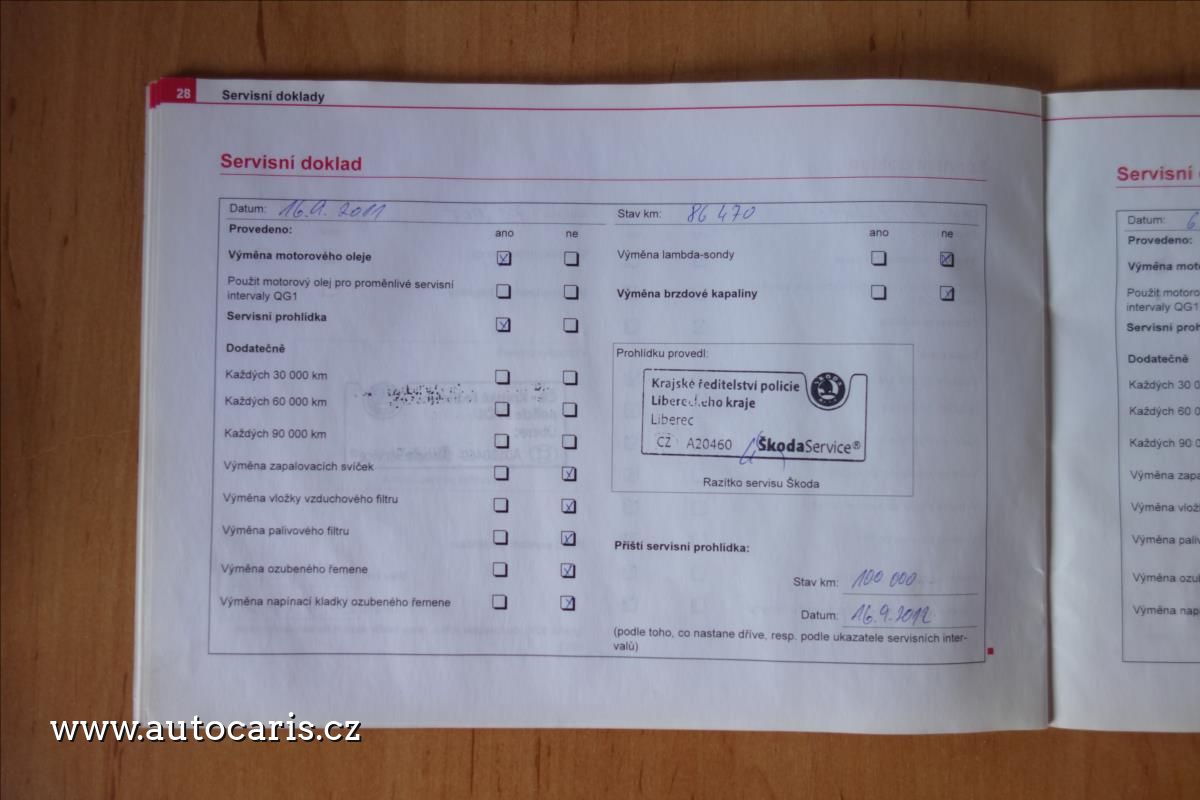 28 Servisní doklady
Servisní doklad
Datum: 16.9. 2011
Stav km: 86 470
Provedeno:
ano ne
ano ne
Výměna motorového oleje
Použit motorový olej pro proměnlivé servisní
intervaly QG1
Servisní prohlídka
Dodatečně
Každých 30 000 km
Každých 60 000 km
Každých 90 000 km
Výměna zapalovacích svíček
Výměna vložky vzduchového filtru
Výměna palivového filtru
Výměna ozubeného řemene
Výměna napínací kladky ozubeného řemene
Výměna lambda-sondy
Výměna brzdové kapaliny
Prohlídku provedl:
Krajské ředitelství policie
Libereckého kraje
Liberec
CZ A20460 ŠkodaService®
Razítko servisu Škoda
Příští servisní prohlídka:
Stav km: 100 000
Datum: 16.9.2012
(podle toho, co nastane dříve, resp. podle ukazatele servisních inter-
valů)
Servisní
Datum: 6
Provedeno:
Výměna moto
Použit motoro
intervaly QG1
Servisní proh
Dodatečně
Každých 30 0
Každých 60 0
Každých 90 0
Výměna zapa
Výměna vlož
Výměna paliv
Výměna ozub
Výměna nap
www.autocaris.cz